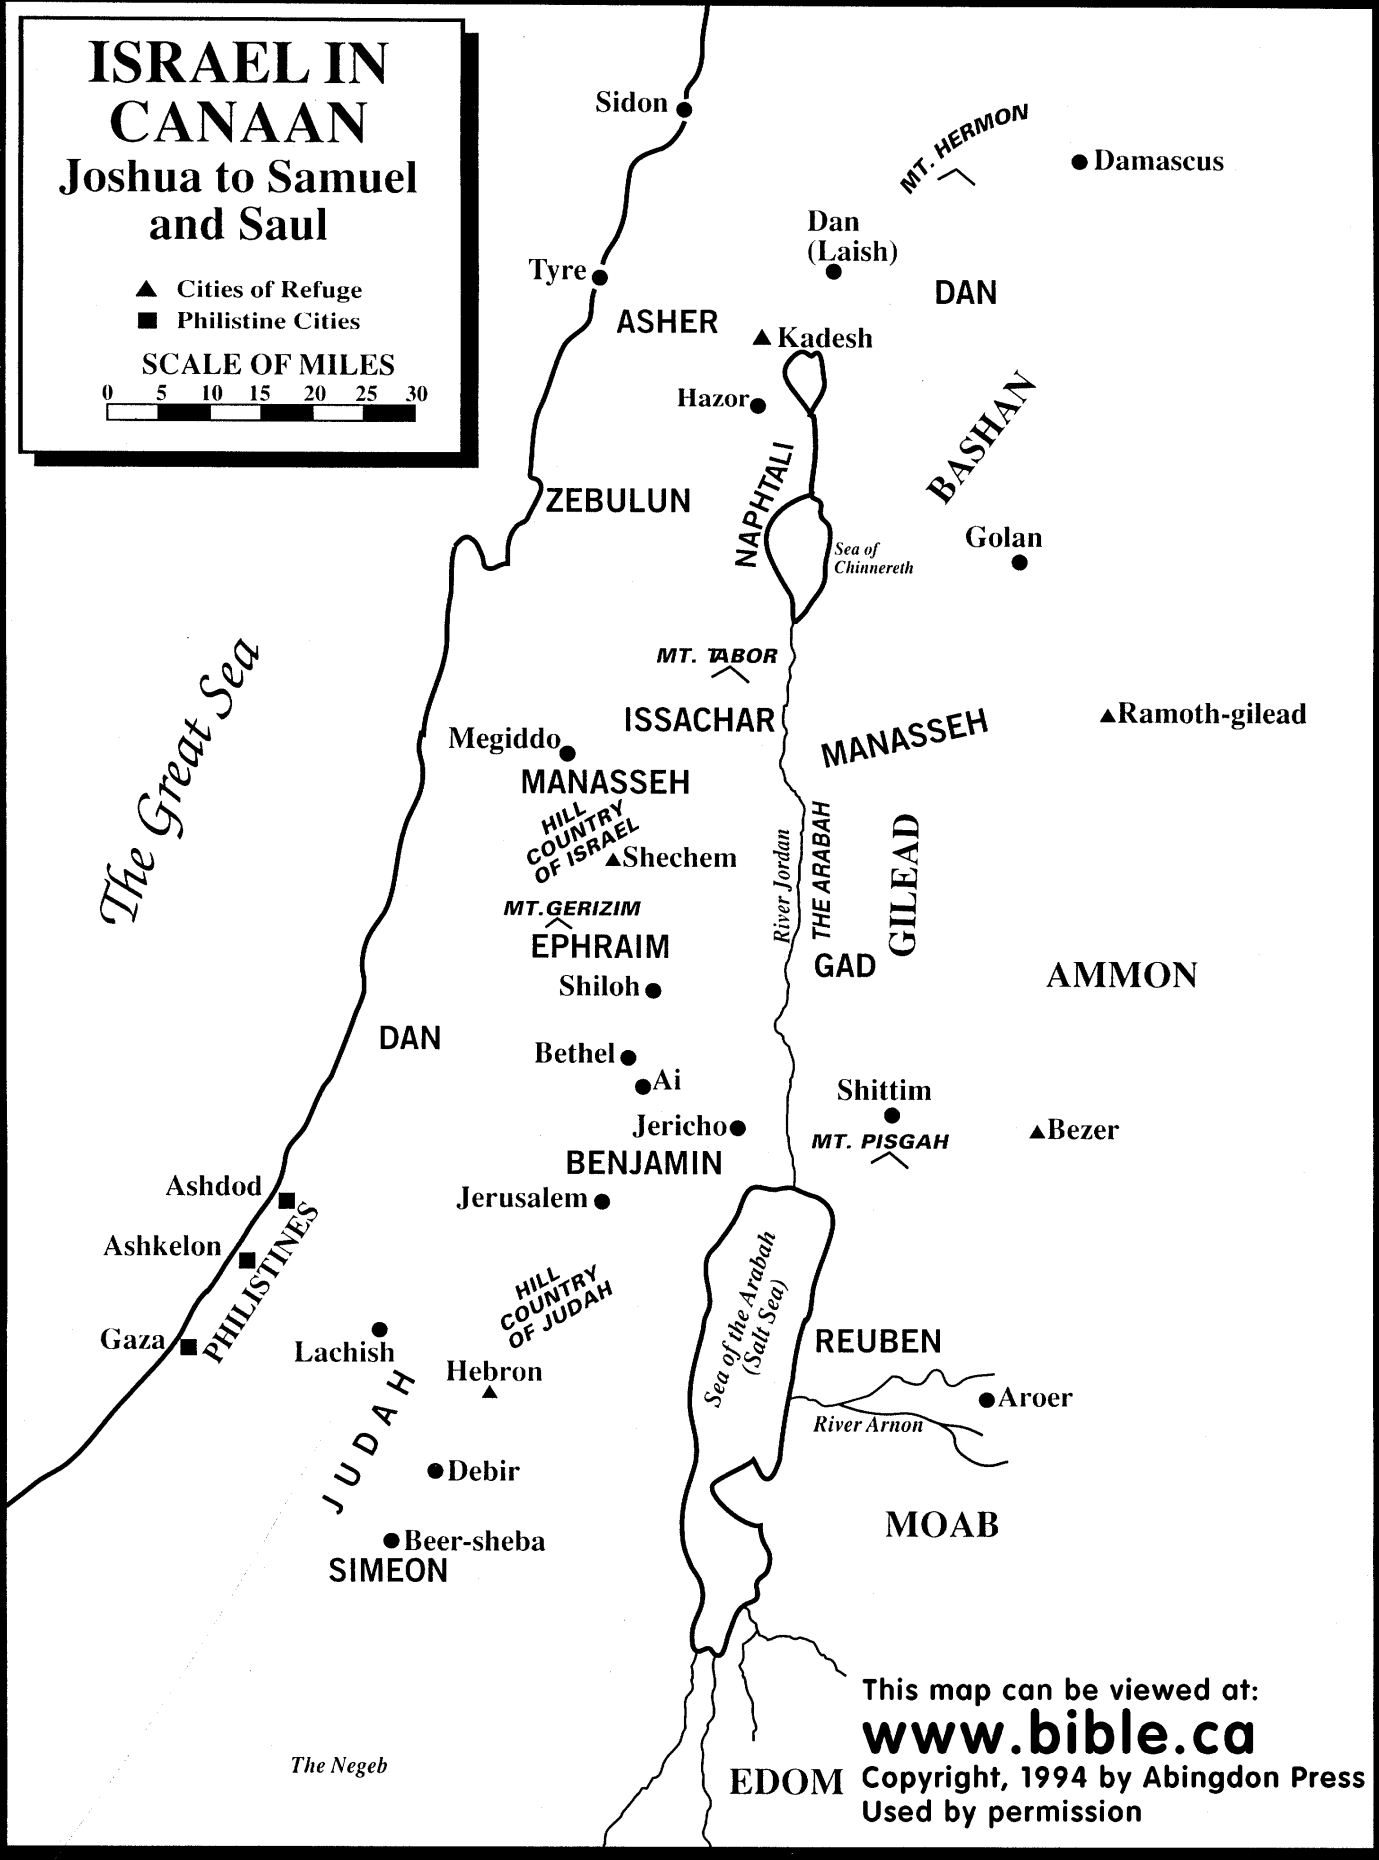 ISRAEL IN
CANAAN
Joshua to Samuel
and Saul
Cities of Refuge
Philistine Cities
SCALE OF MILES
0 5 10 15 20 25 30
Sidon
MT. HERMON
Damascus
Dan
(Laish)
Tyre
DAN
ASHER
Kadesh
Hazor
BASHAN
NAPHTALI
ZEBULUN
Golan
Sea of
Chinnereth
The Great Sea
MT. TABOR
ISSACHAR
MANASSEH
Ramoth-gilead
Megiddo
MANASSEH
HILL
COUNTRY
OF ISRAEL
Shechem
River Jordan
THE ARABAH
GILEAD
MT. GERIZIM
EPHRAIM
GAD
AMMON
Shiloh
DAN
Bethel
Ai
Shittim
Jericho
MT. PISGAH
Bezer
BENJAMIN
Ashdod
Jerusalem
Ashkelon
PHILISTINES
HILL
COUNTRY
OF JUDAH
Sea of the Arabah
(Salt Sea)
Gaza
Lachish
REUBEN
Hebron
JUDAH
Aroer
River Arnon
Debir
MOAB
Beer-sheba
SIMEON
The Negeb
EDOM
This map can be viewed at:
www.bible.ca
Copyright, 1994 by Abingdon Press
Used by permission